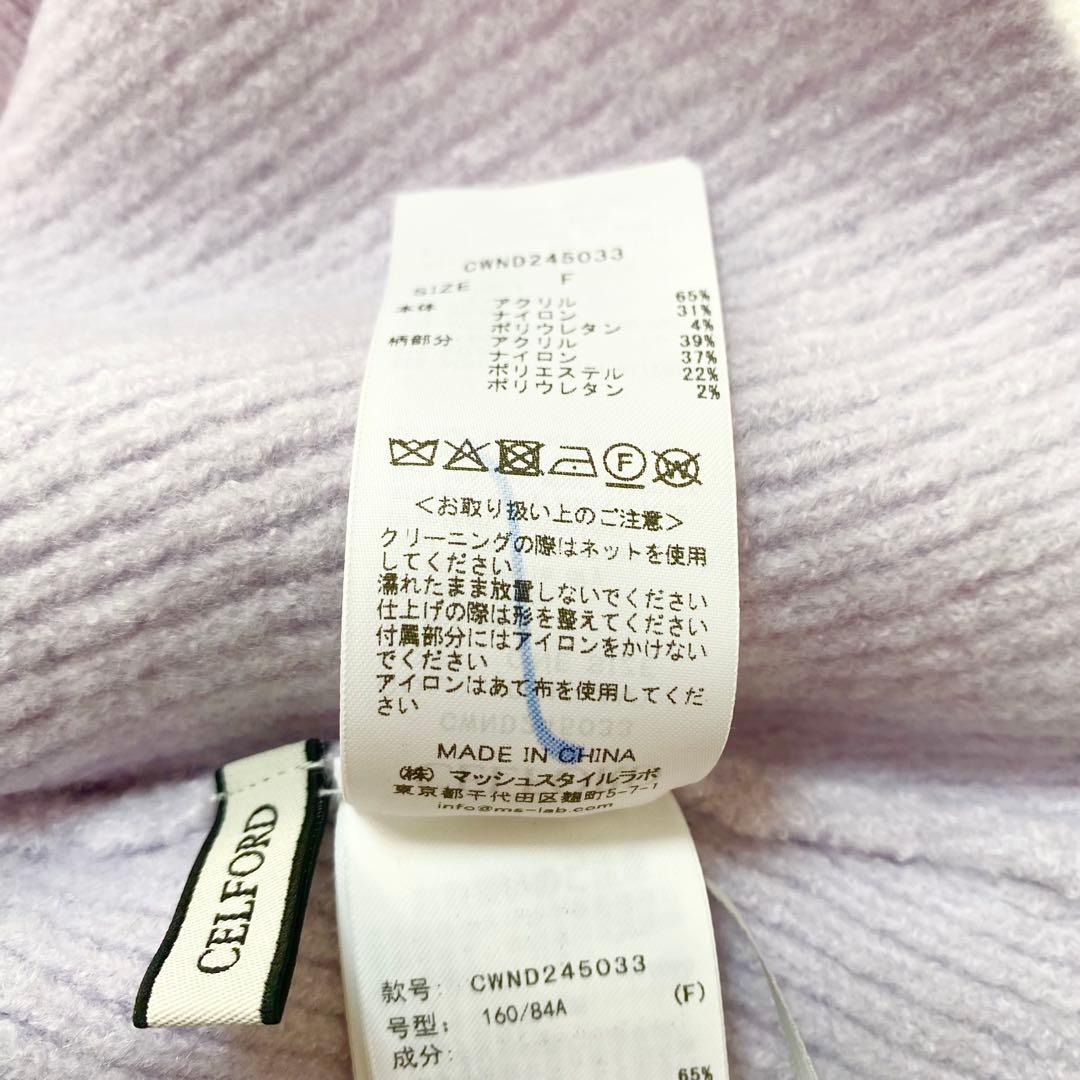 CWND245033
SIZE F
本体 アクリル 65%
ナイロン 31%
ポリウレタン 4%
柄部分 アクリル 39%
ナイロン 37%
ポリエステル 22%
ポリウレタン 2%
F
W
<お取り扱い上のご注意>
クリーニングの際はネットを使用
してください
濡れたまま放置しないでください
仕上げの際は形を整えてください
付属部分にはアイロンをかけない
でください
アイロンはあて布を使用してくだ
さい
MADE IN CHINA
(株) マッシュスタイルラボ
東京都千代田区麹町5-7-1
info@ms-lab.com
CELFORD
款号: CWND245033
号型: 160/84A (F)
成分:
65%